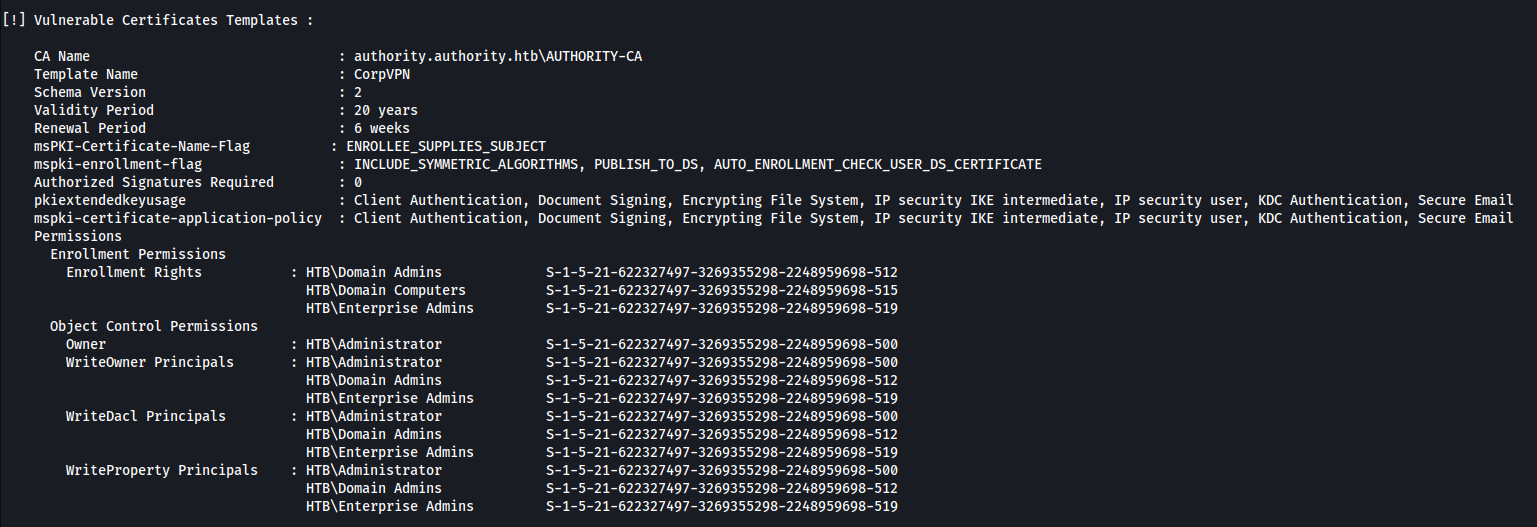 [!] Vulnerable Certificates Templates :
CA Name : authority.authority.htb\AUTHORITY-CA
Template Name : CorpVPN
Schema Version : 2
Validity Period : 20 years
Renewal Period : 6 weeks
msPKI-Certificate-Name-Flag : ENROLLEE_SUPPLIES_SUBJECT
mspki-enrollment-flag : INCLUDE_SYMMETRIC_ALGORITHMS, PUBLISH_TO_DS, AUTO_ENROLLMENT_CHECK_USER_DS_CERTIFICATE
Authorized Signatures Required : 0
pkiextendedkeyusage : Client Authentication, Document Signing, Encrypting File System, IP security IKE intermediate, IP security user, KDC Authentication, Secure Email
mspki-certificate-application-policy : Client Authentication, Document Signing, Encrypting File System, IP security IKE intermediate, IP security user, KDC Authentication, Secure Email
Permissions
Enrollment Permissions
Enrollment Rights : HTB\Domain Admins S-1-5-21-622327497-3269355298-2248959698-512
HTB\Domain Computers S-1-5-21-622327497-3269355298-2248959698-515
HTB\Enterprise Admins S-1-5-21-622327497-3269355298-2248959698-519
Object Control Permissions
Owner : HTB\Administrator S-1-5-21-622327497-3269355298-2248959698-500
WriteOwner Principals : HTB\Administrator S-1-5-21-622327497-3269355298-2248959698-500
HTB\Domain Admins S-1-5-21-622327497-3269355298-2248959698-512
HTB\Enterprise Admins S-1-5-21-622327497-3269355298-2248959698-519
WriteDacl Principals : HTB\Administrator S-1-5-21-622327497-3269355298-2248959698-500
HTB\Domain Admins S-1-5-21-622327497-3269355298-2248959698-512
HTB\Enterprise Admins S-1-5-21-622327497-3269355298-2248959698-519
WriteProperty Principals : HTB\Administrator S-1-5-21-622327497-3269355298-2248959698-500
HTB\Domain Admins S-1-5-21-622327497-3269355298-2248959698-512
HTB\Enterprise Admins S-1-5-21-622327497-3269355298-2248959698-519